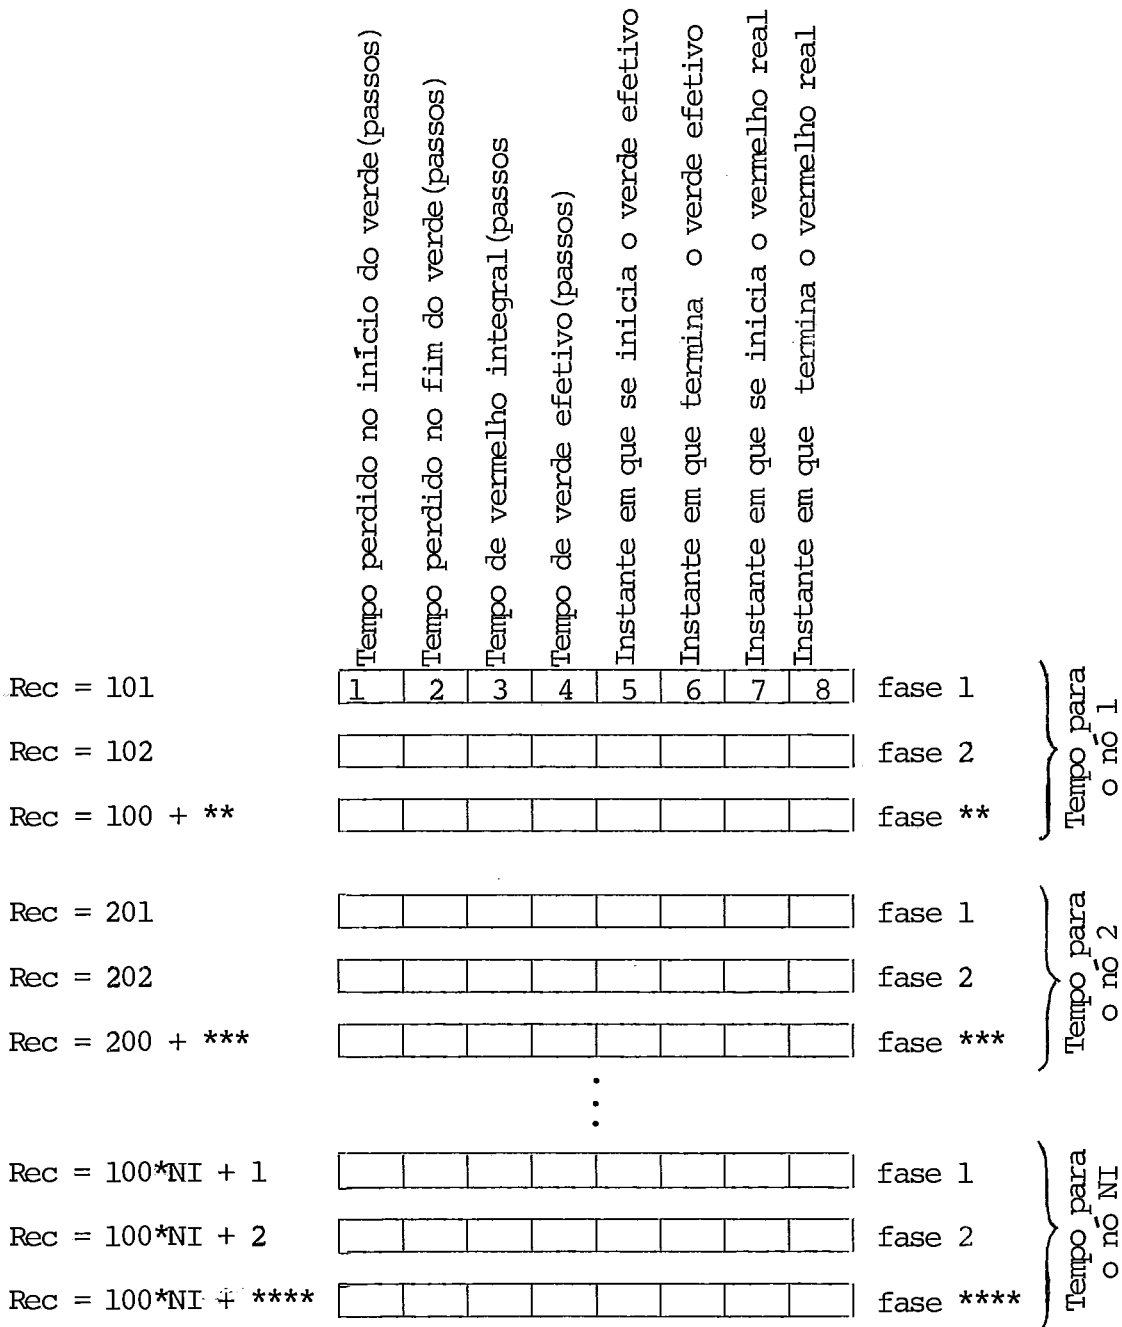 Tempo perdido no início do verde(passos)
Tempo perdido no fim do verde(passos)
Tempo de vermelho integral(passos
Tempo de verde efetivo(passos)
Instante em que se inicia o verde efetivo
Instante em que termina o verde efetivo
Instante em que se inicia o vermelho real
Instante em que termina o vermelho real
Rec = 101 1 2 3 4 5 6 7 8 fase 1
Rec = 102 fase 2
Rec = 100 + ** fase **
Tempo para
o nó 1
Rec = 201 fase 1
Rec = 202 fase 2
Rec = 200 + *** fase ***
Tempo para
o nó 2
Rec = 100*NI + 1 fase 1
Rec = 100*NI + 2 fase 2
Rec = 100*NI + **** fase ****
Tempo para
o nó NI